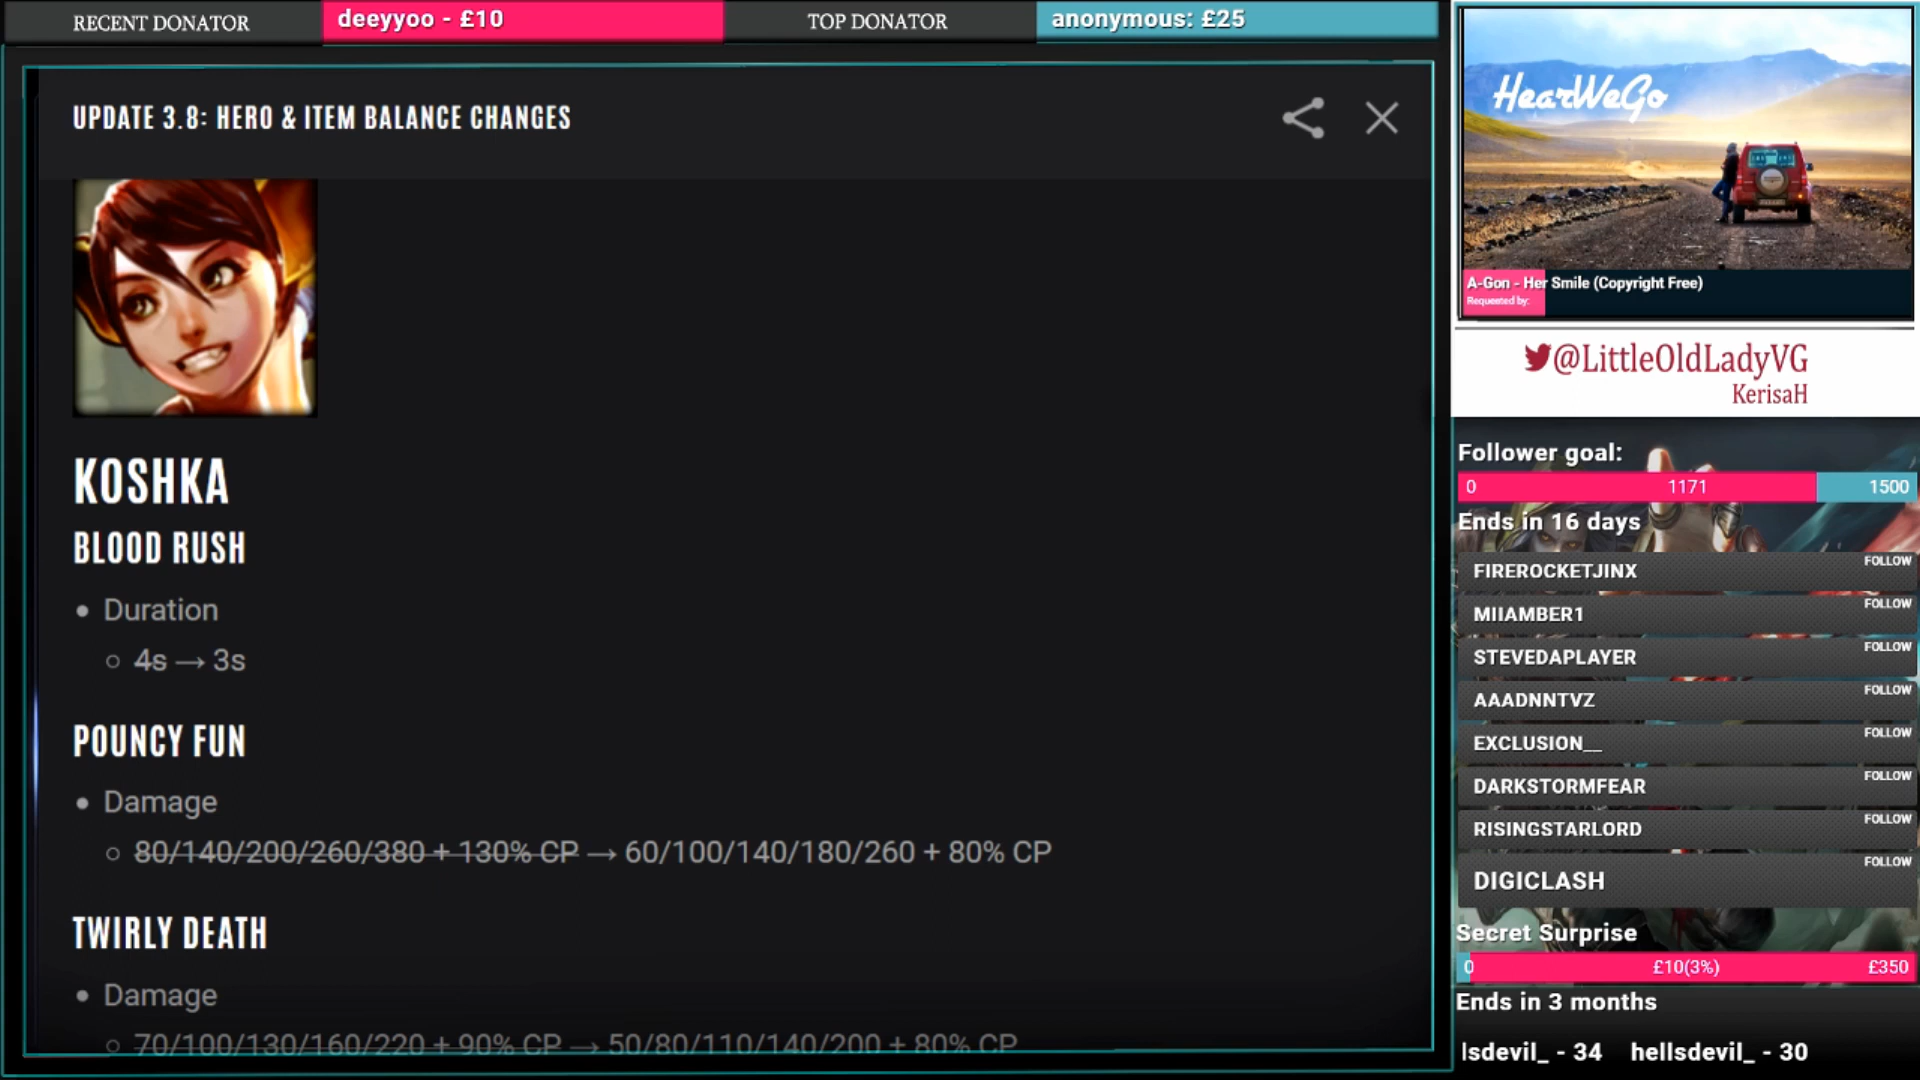 RECENT DONATOR
deeyyoo - £10
TOP DONATOR
anonymous: £25
UPDATE 3.8: HERO & ITEM BALANCE CHANGES
KOSHKA
BLOOD RUSH
• Duration
○ 4s → 3s
POUNCY FUN
• Damage
○ 80/140/200/260/380 + 130% CP → 60/100/140/180/260 + 80% CP
TWIRLY DEATH
• Damage
○ 70/100/130/160/220 + 90% CP → 50/80/110/140/200 + 80% CP
HearWeGo
A-Gon - Her Smile (Copyright Free)
Requested by:
@LittleOldLadyVG
KerisaH
Follower goal:
0 1171 1500
Ends in 16 days
FIREROCKETJINX FOLLOW
MIIAMBER1 FOLLOW
STEVEDAPLAYER FOLLOW
AAADNNTVZ FOLLOW
EXCLUSION__ FOLLOW
DARKSTORMFEAR FOLLOW
RISINGSTARLORD FOLLOW
DIGICLASH FOLLOW
Secret Surprise
0 £10(3%) £350
Ends in 3 months
lsdevil_ - 34 hellsdevil_ - 30